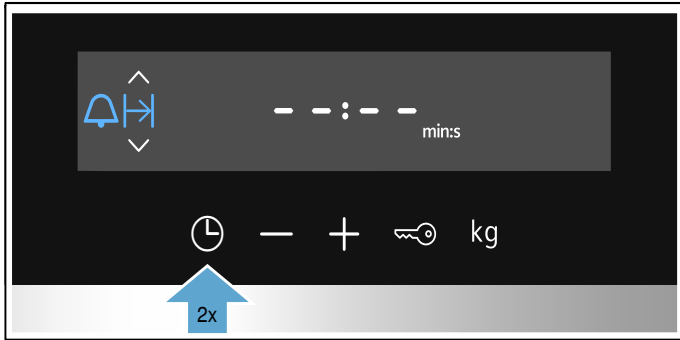 – –:– –
min:s
kg
2x